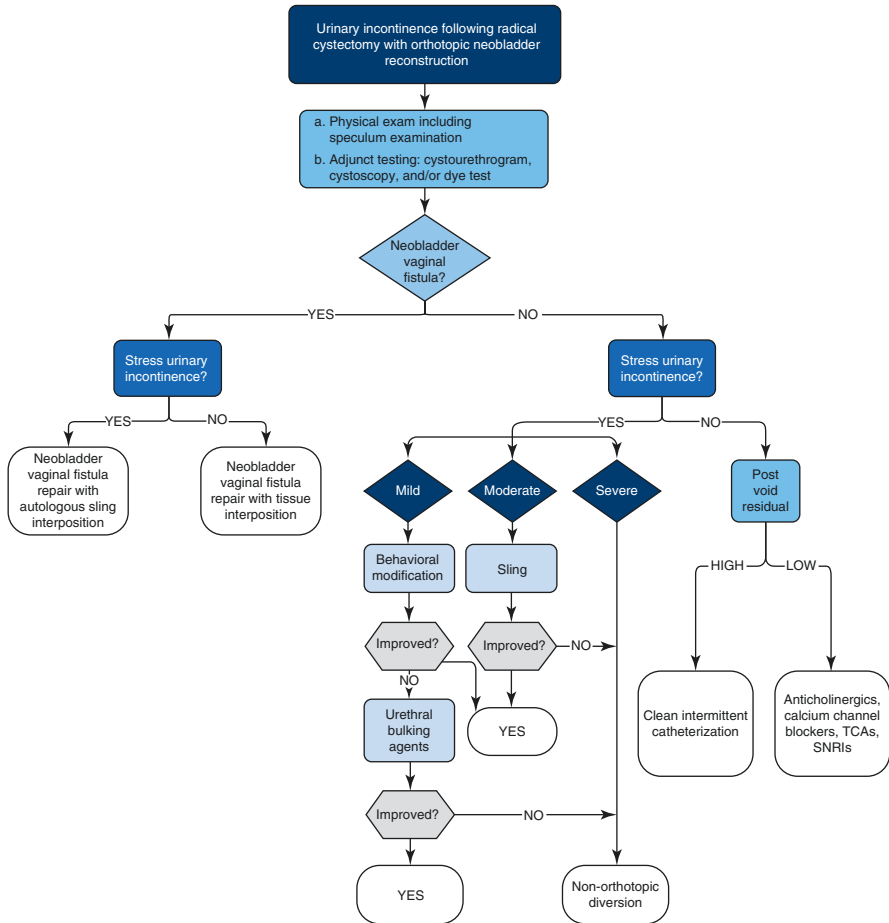 Urinary incontinence following radical
cystectomy with orthotopic neobladder
reconstruction
a. Physical exam including
speculum examination
b. Adjunct testing: cystourethrogram,
cystoscopy, and/or dye test
Neobladder
vaginal
fistula?
YES
NO
Stress urinary
incontinence?
Stress urinary
incontinence?
YES
NO
YES
NO
Neobladder
vaginal fistula
repair with
autologous sling
interposition
Neobladder
vaginal fistula
repair with tissue
interposition
Mild
Moderate
Severe
Post
void
residual
Behavioral
modification
Sling
HIGH
LOW
Improved?
Improved?
NO
NO
Urethral
bulking
agents
YES
Clean intermittent
catheterization
Anticholinergics,
calcium channel
blockers, TCAs,
SNRIs
Improved?
NO
YES
Non-orthotopic
diversion